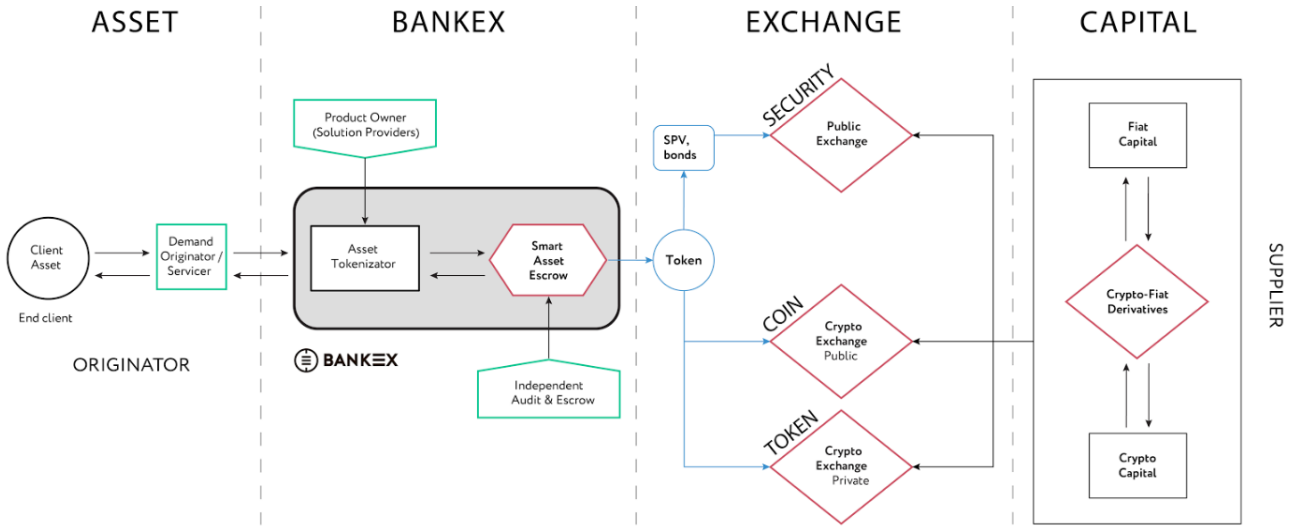 ASSET
BANKEX
EXCHANGE
CAPITAL
Client
Asset
End client
ORIGINATOR
Demand
Originator /
Servicer
Product Owner
(Solution Providers)
Asset
Tokenizator
Smart
Asset
Escrow
BANKEX
Independent
Audit & Escrow
SPV,
bonds
Token
SECURITY
Public
Exchange
COIN
Crypto
Exchange
Public
TOKEN
Crypto
Exchange
Private
Fiat
Capital
Crypto-Fiat
Derivatives
Crypto
Capital
SUPPLIER